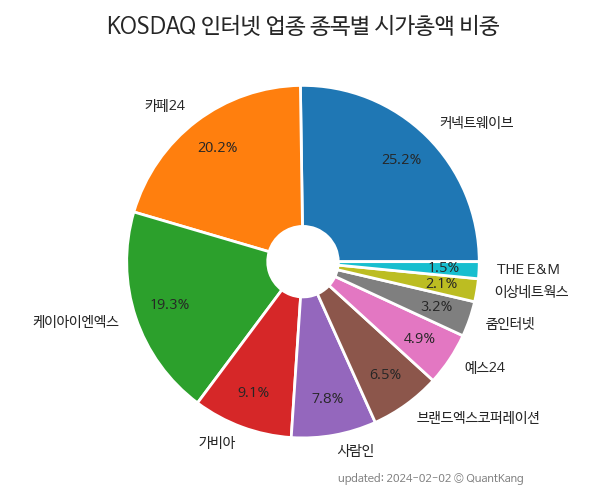 KOSDAQ 인터넷 업종 종목별 시가총액 비중
커넥트웨이브
25.2%
카페24
20.2%
케이아이엔엑스
19.3%
가비아
9.1%
사람인
7.8%
브랜드엑스코퍼레이션
6.5%
예스24
4.9%
줌인터넷
3.2%
이상네트웍스
2.1%
THE E&M
1.5%
updated: 2024-02-02 © QuantKang